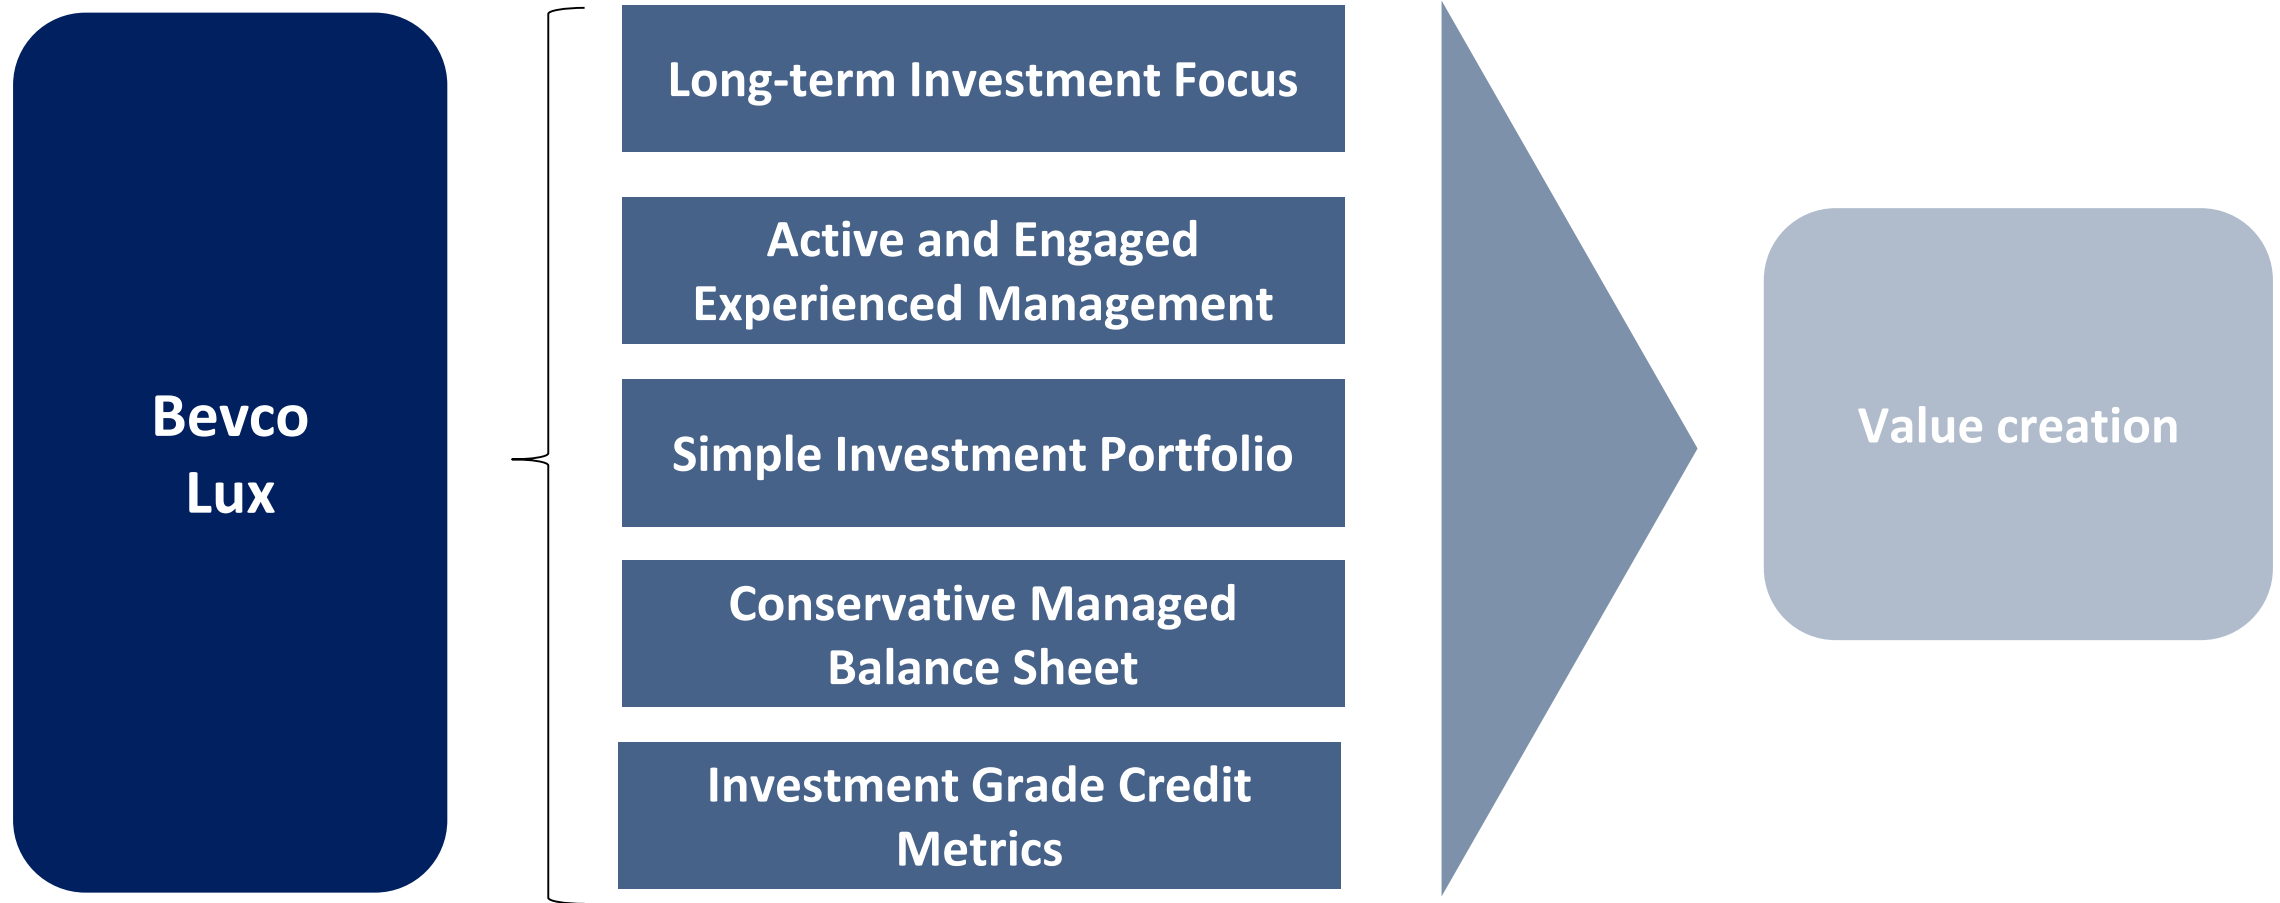 Bevco
Lux
Long-term Investment Focus
Active and Engaged
Experienced Management
Simple Investment Portfolio
Conservative Managed
Balance Sheet
Investment Grade Credit
Metrics
Value creation